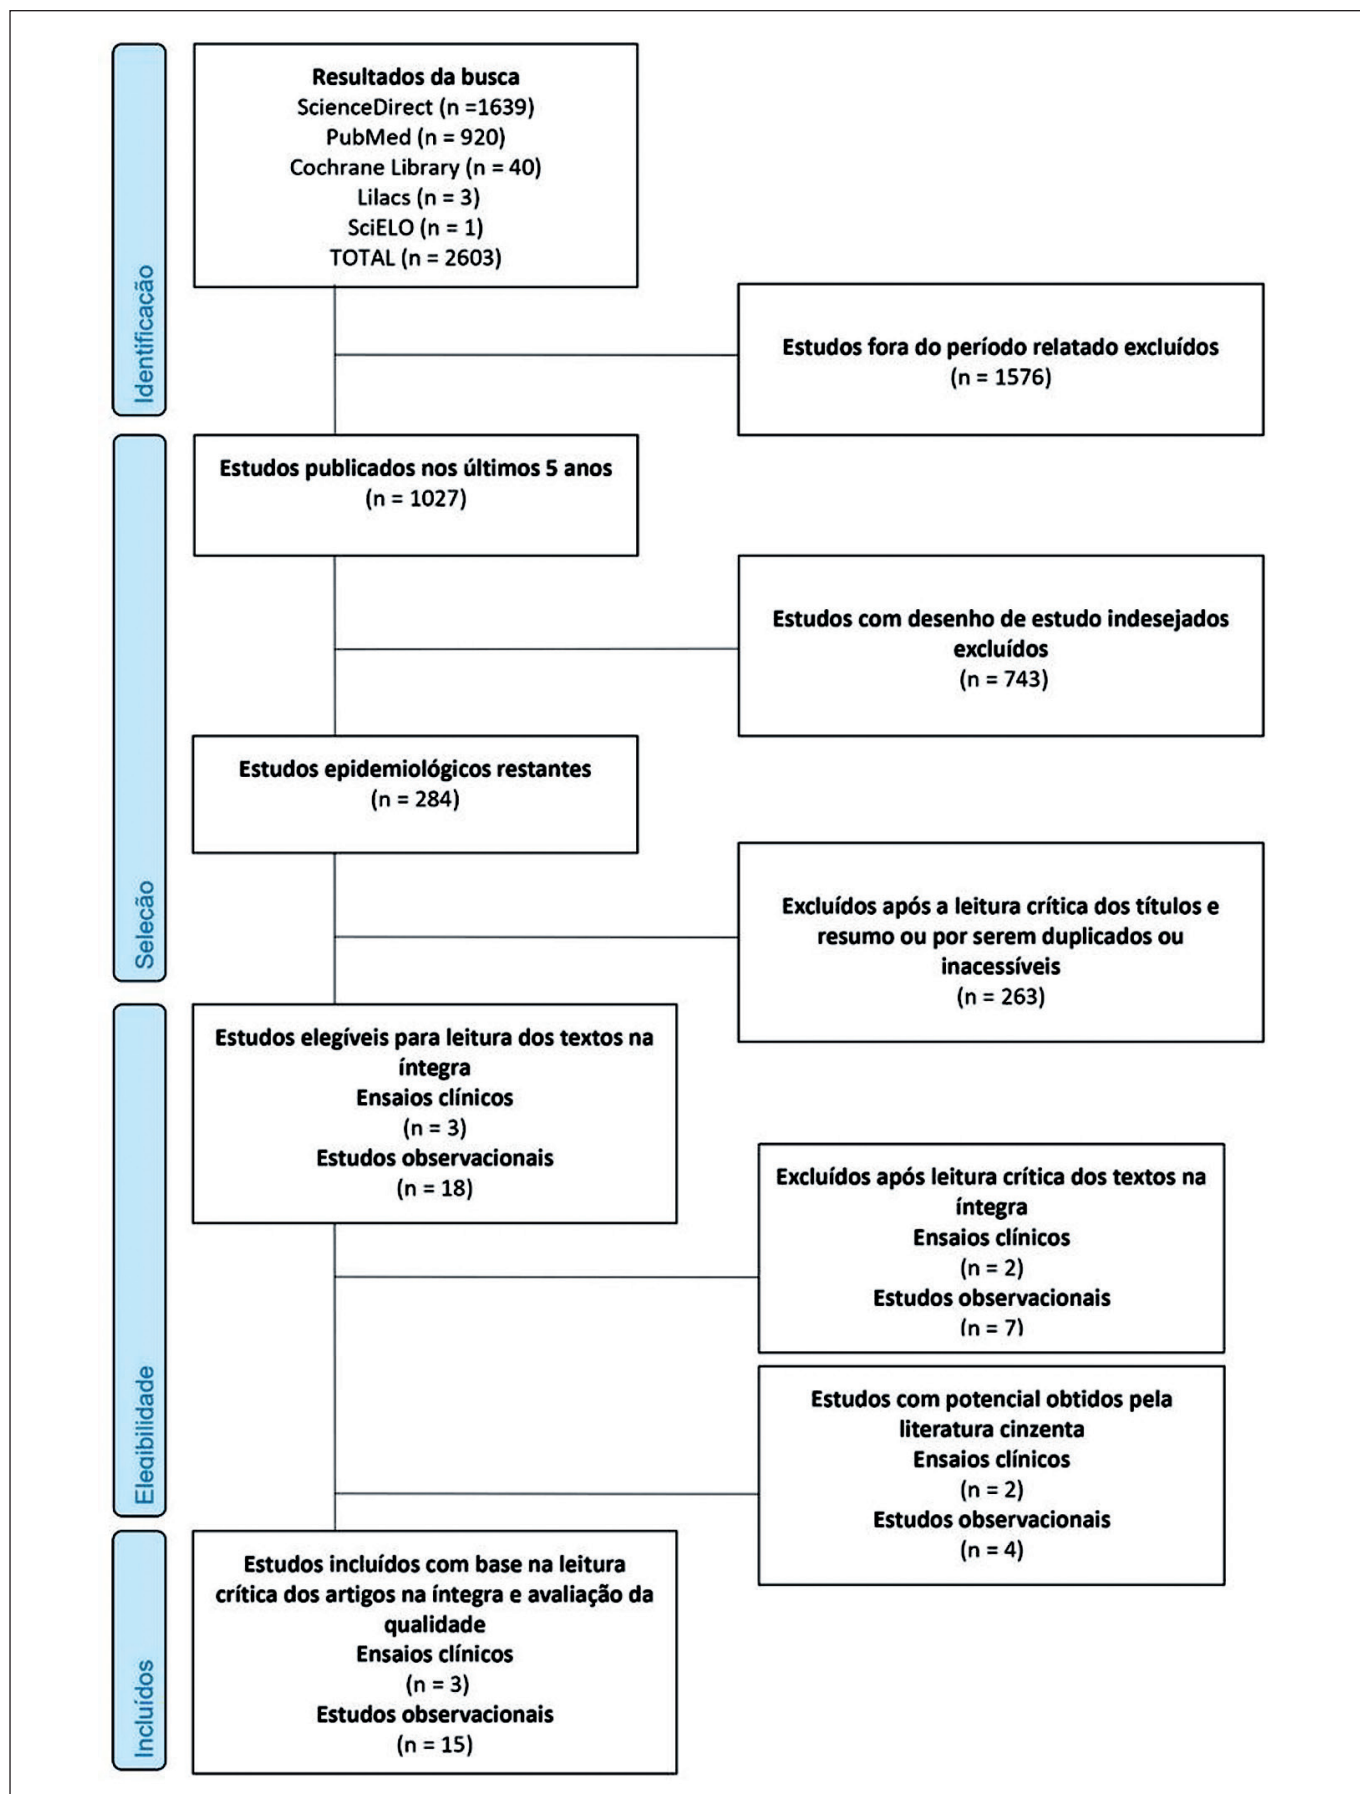 Identificação
Resultados da busca
ScienceDirect (n =1639)
PubMed (n = 920)
Cochrane Library (n = 40)
Lilacs (n = 3)
SciELO (n = 1)
TOTAL (n = 2603)
Estudos fora do período relatado excluídos
(n = 1576)
Seleção
Estudos publicados nos últimos 5 anos
(n = 1027)
Estudos com desenho de estudo indesejados
excluídos
(n = 743)
Estudos epidemiológicos restantes
(n = 284)
Excluídos após a leitura crítica dos títulos e
resumo ou por serem duplicados ou
inacessíveis
(n = 263)
Elegibilidade
Estudos elegíveis para leitura dos textos na
íntegra
Ensaios clínicos
(n = 3)
Estudos observacionais
(n = 18)
Excluídos após leitura crítica dos textos na
íntegra
Ensaios clínicos
(n = 2)
Estudos observacionais
(n = 7)
Estudos com potencial obtidos pela
literatura cinzenta
Ensaios clínicos
(n = 2)
Estudos observacionais
(n = 4)
Incluídos
Estudos incluídos com base na leitura
crítica dos artigos na íntegra e avaliação da
qualidade
Ensaios clínicos
(n = 3)
Estudos observacionais
(n = 15)